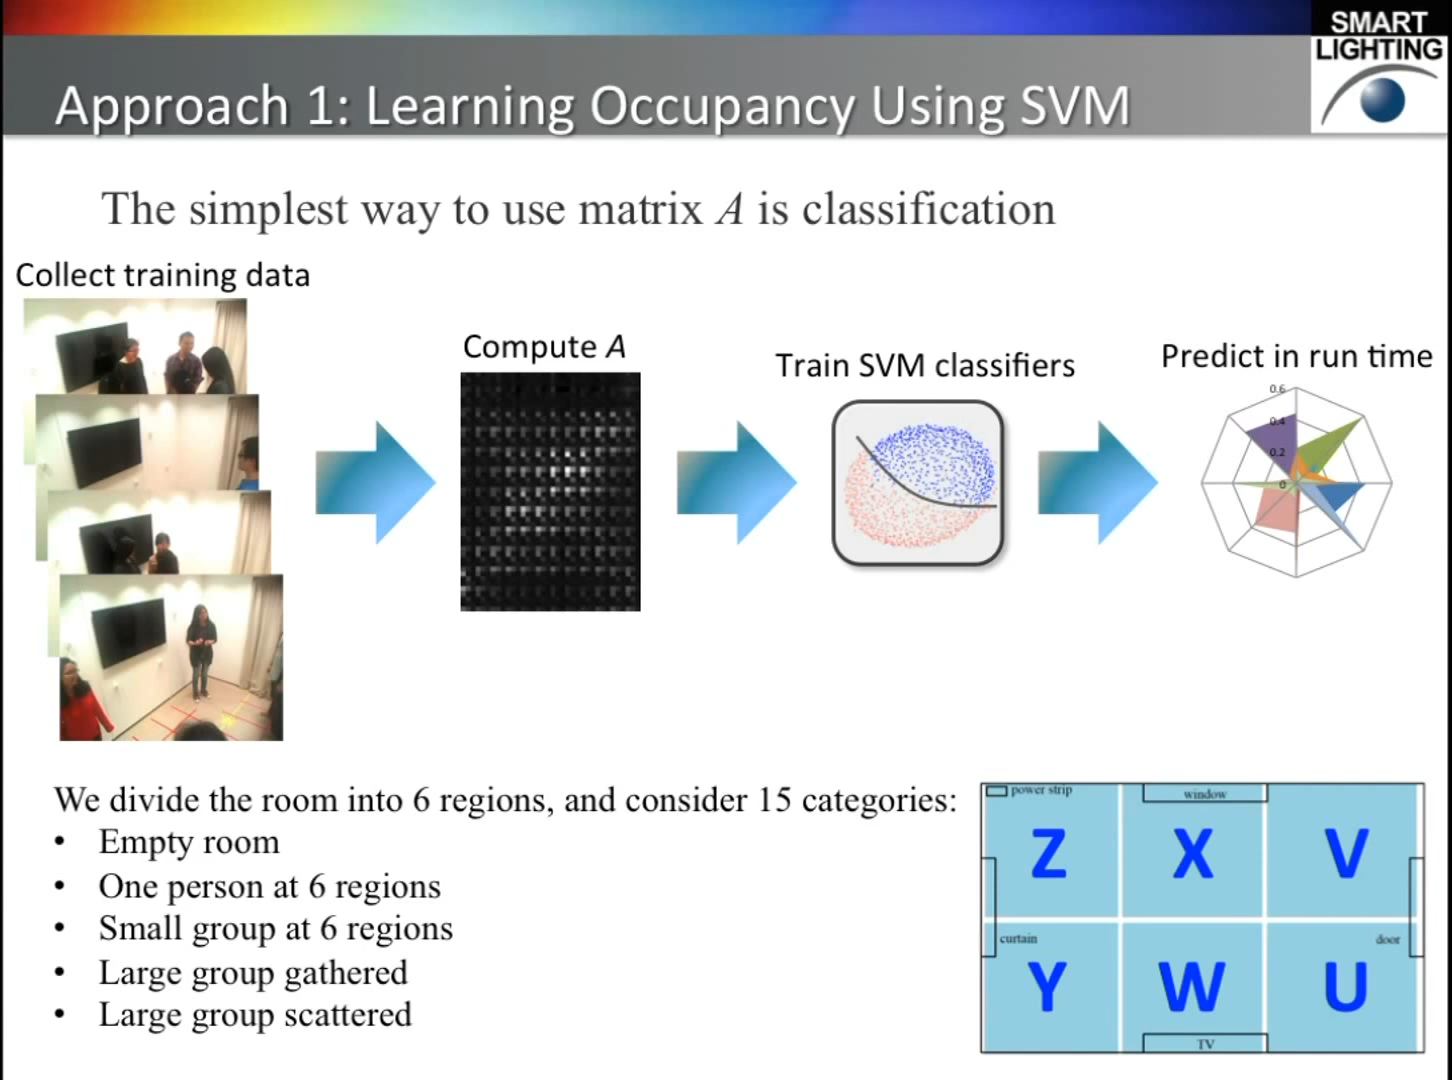 SMART
LIGHTING
Approach 1: Learning Occupancy Using SVM
The simplest way to use matrix A is classification
Collect training data
Compute A
Train SVM classifiers
Predict in run time
0.6
0.4
0.2
0
We divide the room into 6 regions, and consider 15 categories:
• Empty room
• One person at 6 regions
• Small group at 6 regions
• Large group gathered
• Large group scattered
power strip
window
Z X V
curtain
door
Y W U
TV